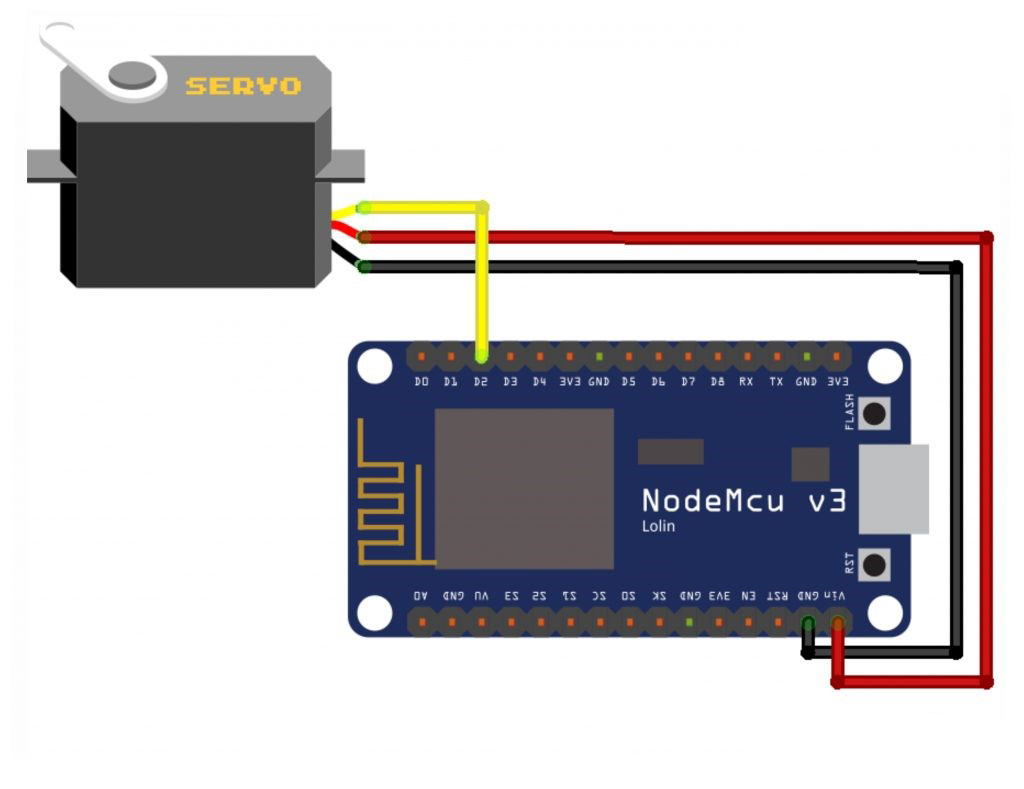 SERVO
D0 D1 D2 D3 D4 3V3 GND D5 D6 D7 D8 RX TX GND 3V3
FLASH
NodeMcu v3
Lolin
RST
A0 GND VU S3 S2 S1 SC S0 SK GND 3V3 EN RST GND Vin